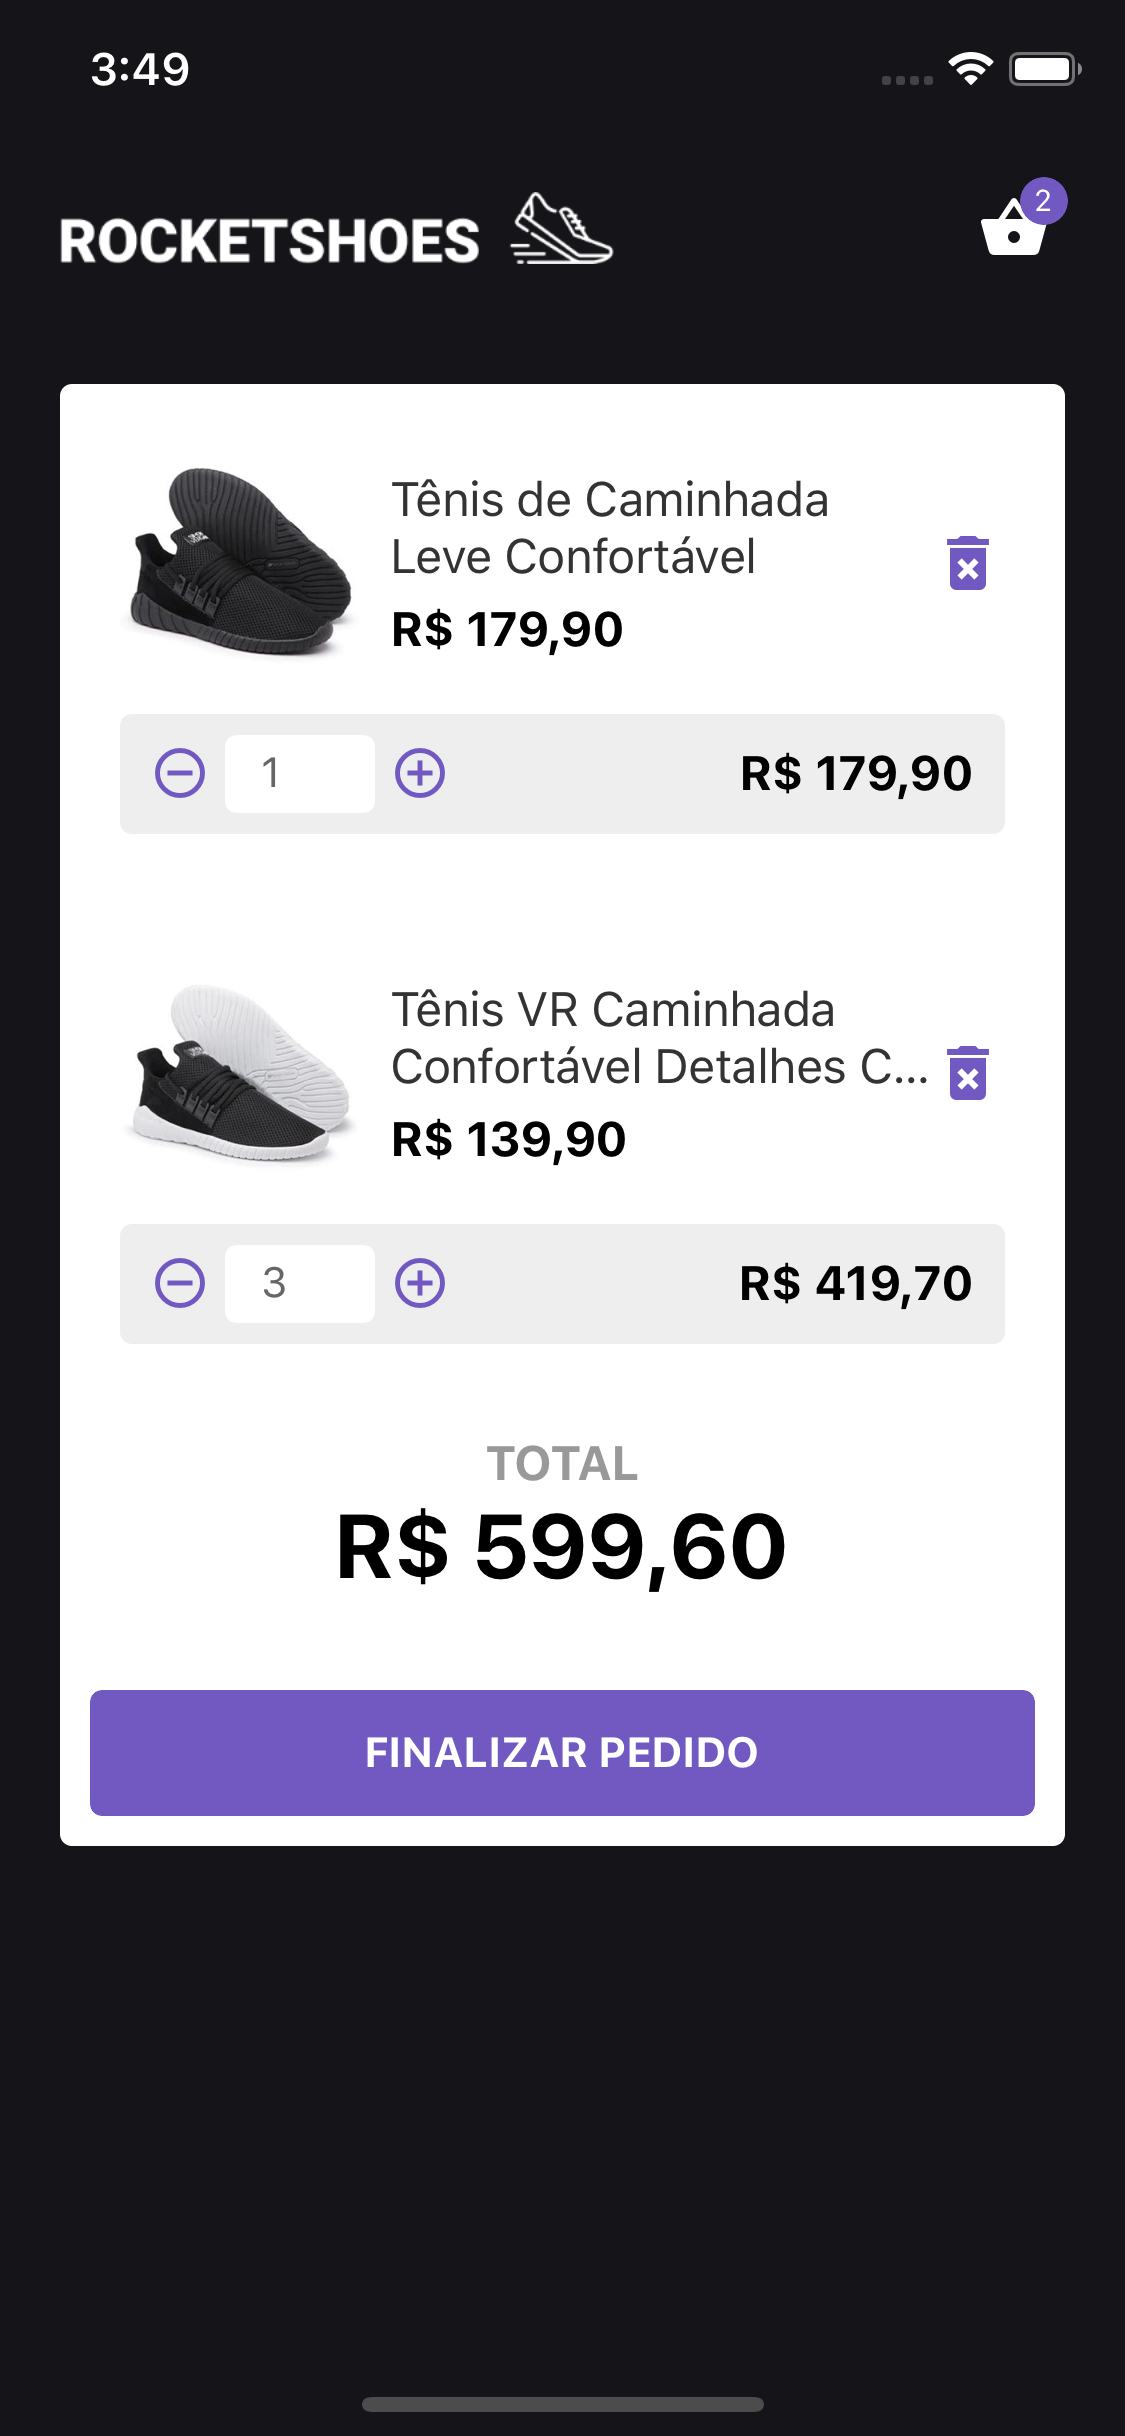 3:49
ROCKETSHOES
2
Tênis de Caminhada
Leve Confortável
R$ 179,90
1
R$ 179,90
Tênis VR Caminhada
Confortável Detalhes C...
R$ 139,90
3
R$ 419,70
TOTAL
R$ 599,60
FINALIZAR PEDIDO